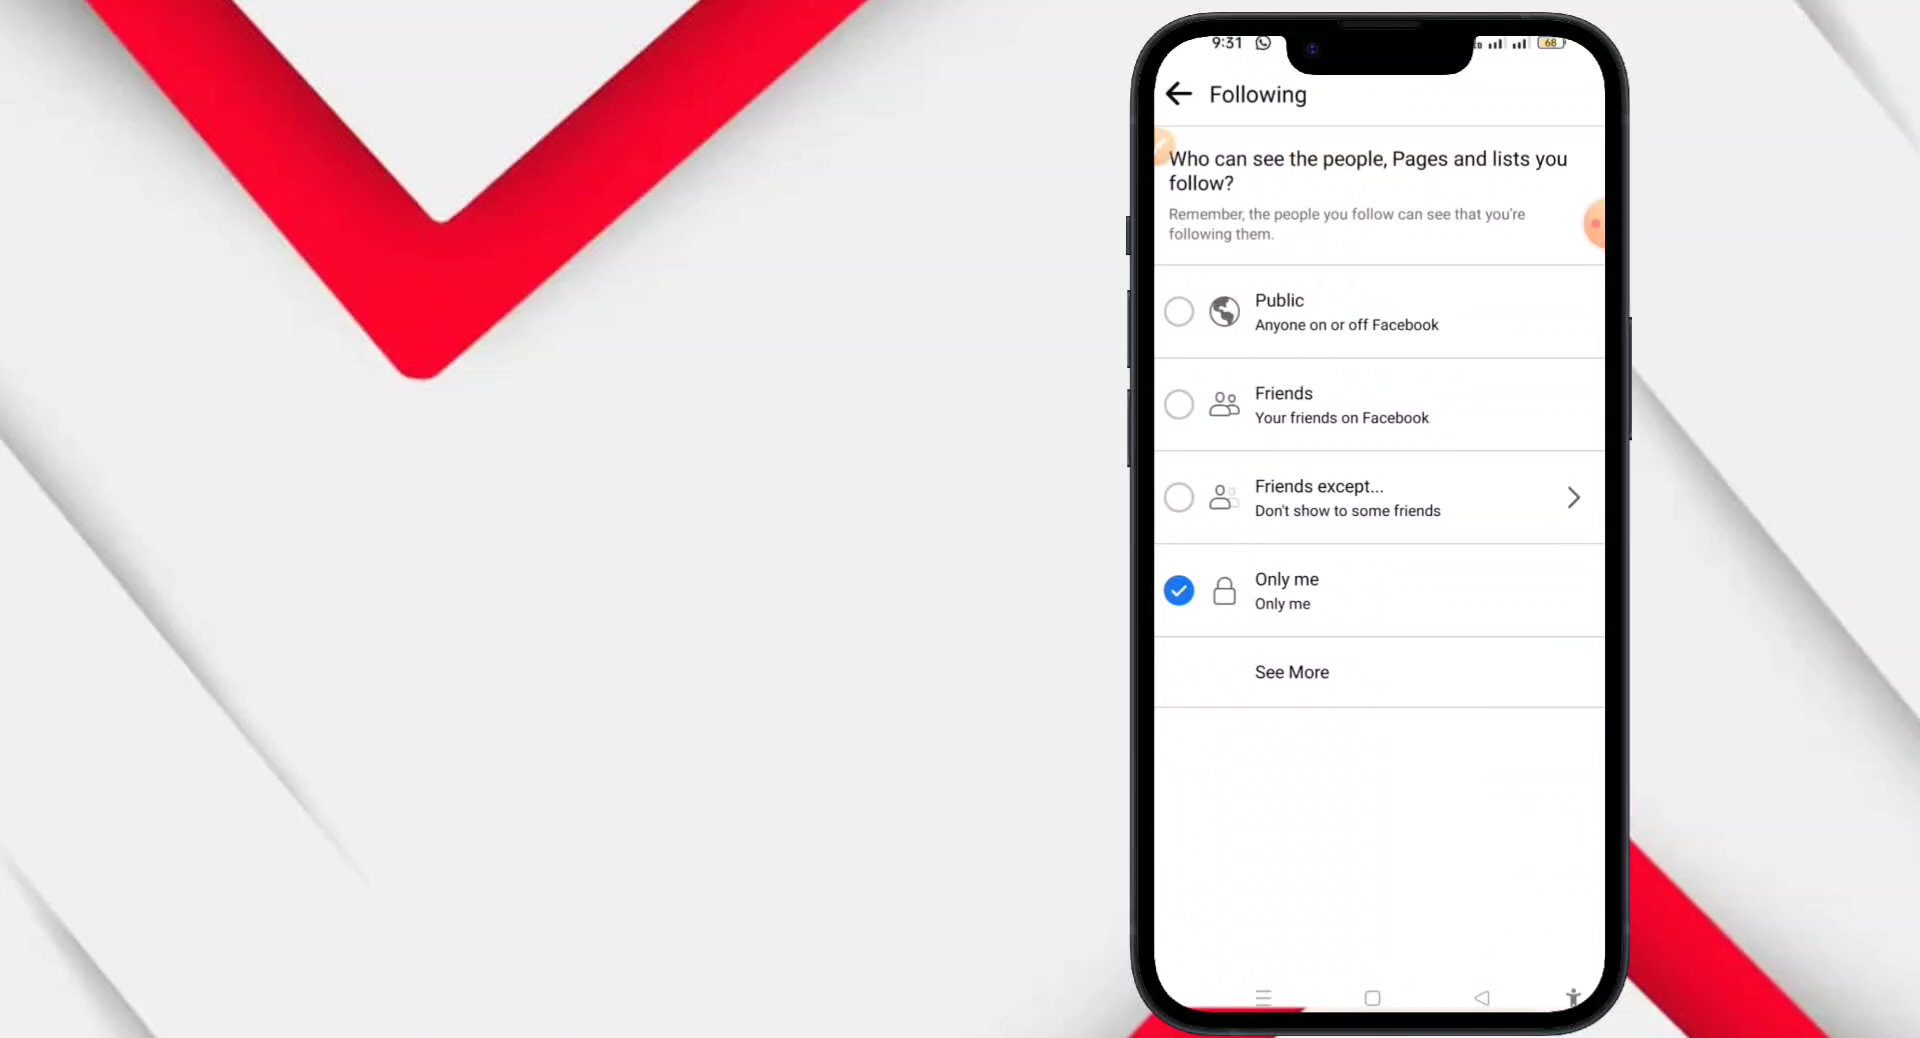 9:31
68
Following
Who can see the people, Pages and lists you
follow?
Remember, the people you follow can see that you're
following them.
Public
Anyone on or off Facebook
Friends
Your friends on Facebook
Friends except...
Don't show to some friends
Only me
Only me
See More